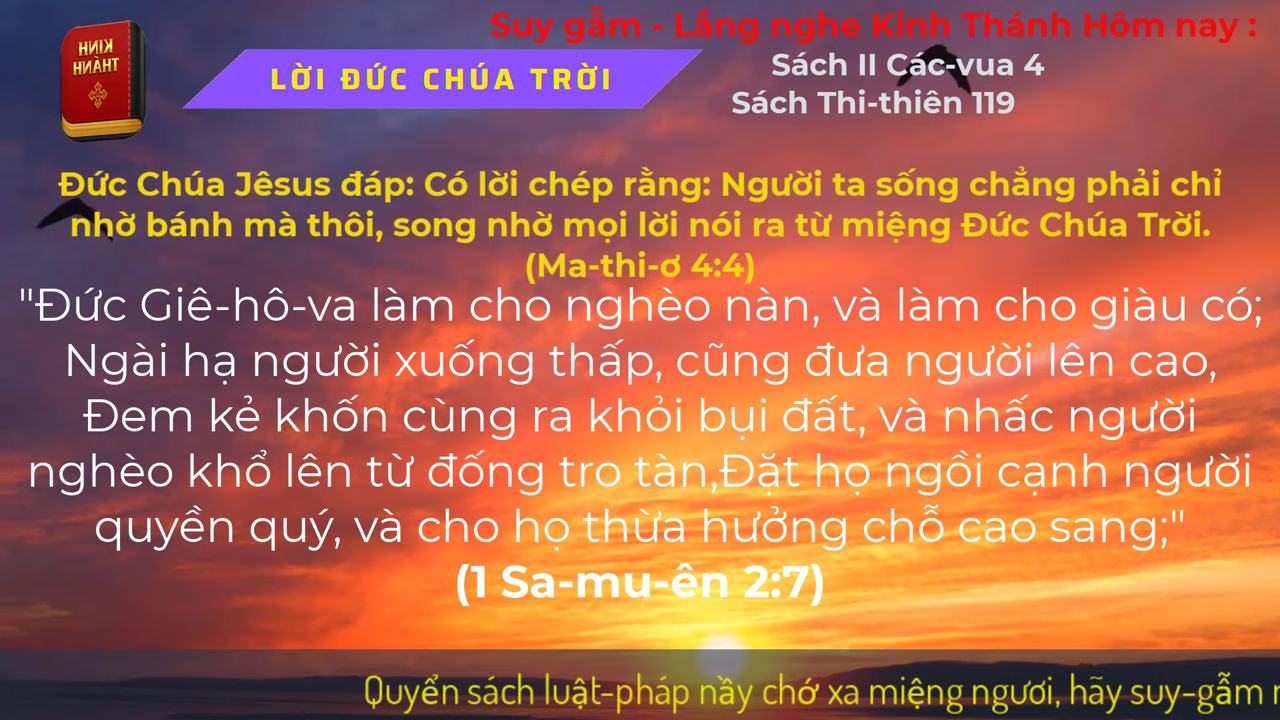 Suy gẫm - Lắng nghe Kinh Thánh Hôm nay :
KINH
THÁNH
LỜI ĐỨC CHÚA TRỜI
Sách II Các-vua 4
Sách Thi-thiên 119
Đức Chúa Jêsus đáp: Có lời chép rằng: Người ta sống chẳng phải chỉ
nhờ bánh mà thôi, song nhờ mọi lời nói ra từ miệng Đức Chúa Trời.
(Ma-thi-ơ 4:4)
"Đức Giê-hô-va làm cho nghèo nàn, và làm cho giàu có;
Ngài hạ người xuống thấp, cũng đưa người lên cao,
Đem kẻ khốn cùng ra khỏi bụi đất, và nhấc người
nghèo khổ lên từ đống tro tàn,Đặt họ ngồi cạnh người
quyền quý, và cho họ thừa hưởng chỗ cao sang;"
(1 Sa-mu-ên 2:7)
Quyển sách luật-pháp nầy chớ xa miệng ngươi, hãy suy-gẫm